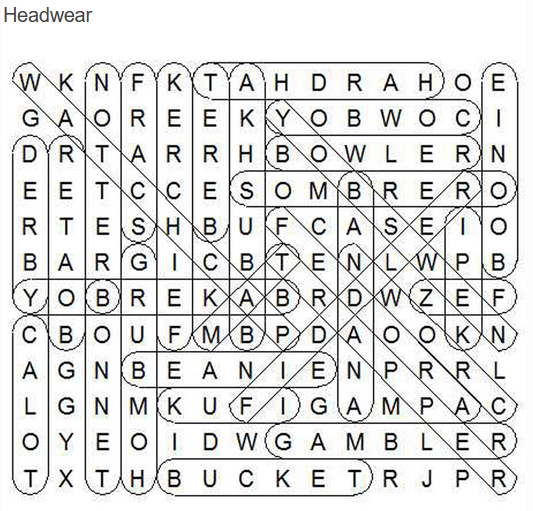 Headwear
W K N F K T A H D R A H O E
G A O R E E K Y O B W O C I
D R T A R R H B O W L E R N
E E T C C E S O M B R E R O
R T E S H B U F C A S E I O
B A R G I C B T E N L W P B
Y O B R E K A B R D W Z E F
C B O U F M B P D A O O K N
A G N B E A N I E N P R R L
L G N M K U F I G A M P A C
O Y E O I D W G A M B L E R
T X T H B U C K E T R J P R